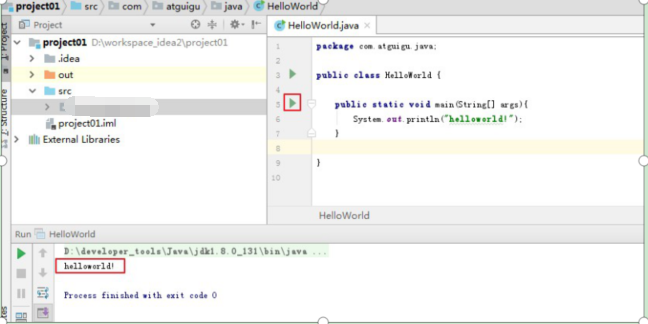 project01 src com atguigu java HelloWorld
Project
HelloWorld.java ×
project01 D:\workspace_idea2\project01
.idea
out
src
project01.iml
External Libraries
Project
Structure
1 package com.atguigu.java;
2
3 public class HelloWorld {
4
5 public static void main(String[] args){
6 System.out.println("helloworld!");
7 }
8
9 }
10
HelloWorld
Run HelloWorld
D:\developer_tools\Java\jdk1.8.0_131\bin\java ...
helloworld!
Process finished with exit code 0